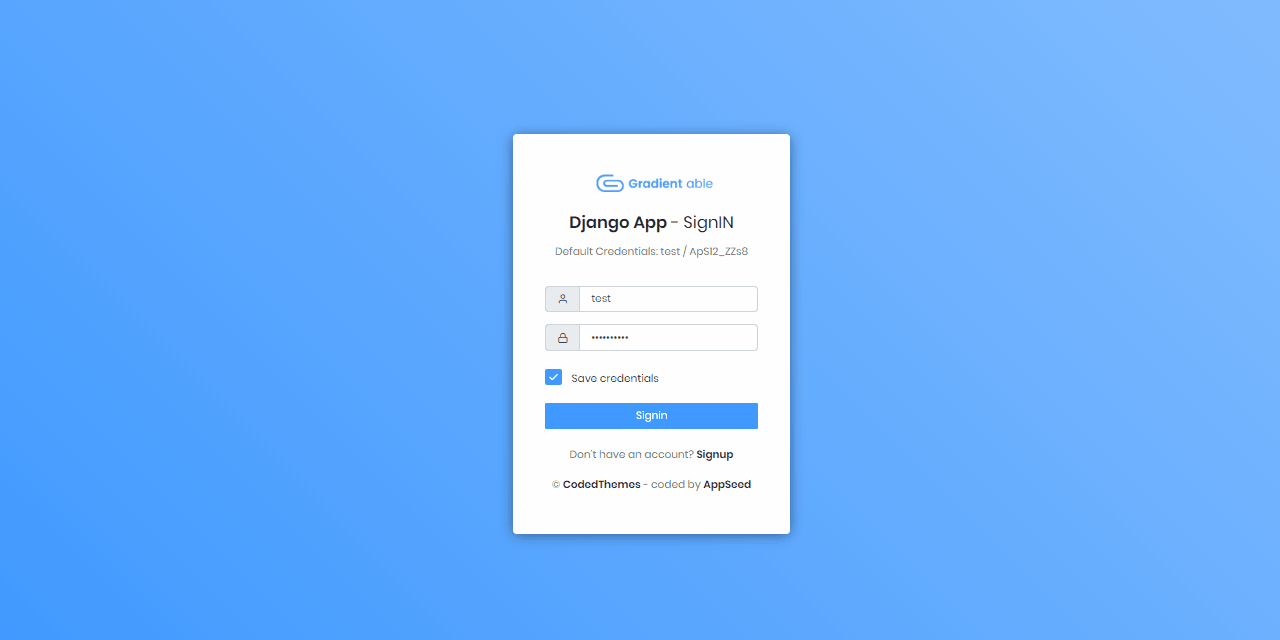 Gradient able
Django App - SignIN
Default Credentials: test / ApS12_ZZs8
test
••••••••••
Save credentials
Signin
Don't have an account? Signup
© CodedThemes - coded by AppSeed